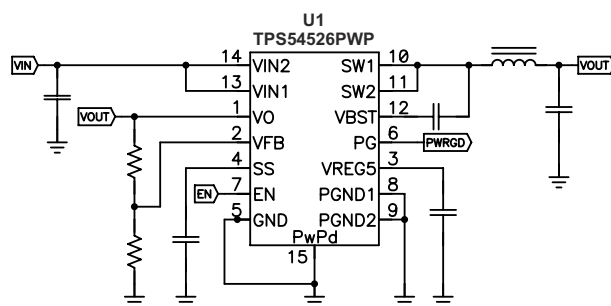 U1
TPS54526PWP
VIN 14 VIN2 SW1 10 VOUT
13 VIN1 SW2 11
VOUT 1 VO VBST 12
2 VFB PG 6 PWRGD
4 SS VREG5 3
EN 7 EN PGND1 8
5 GND PGND2 9
PwPd
15